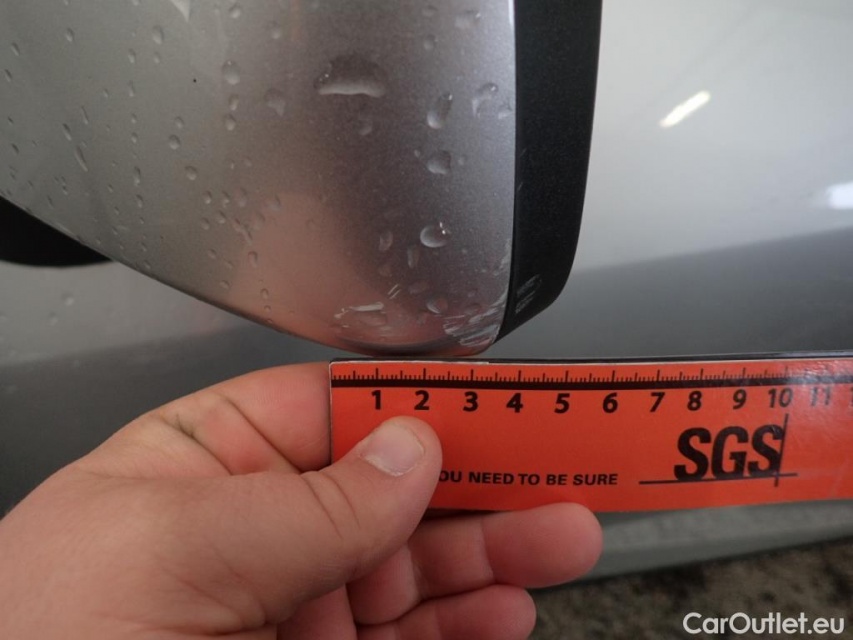 1 2 3 4 5 6 7 8 9 10 11
OU NEED TO BE SURE
SGS
CarOutlet.eu